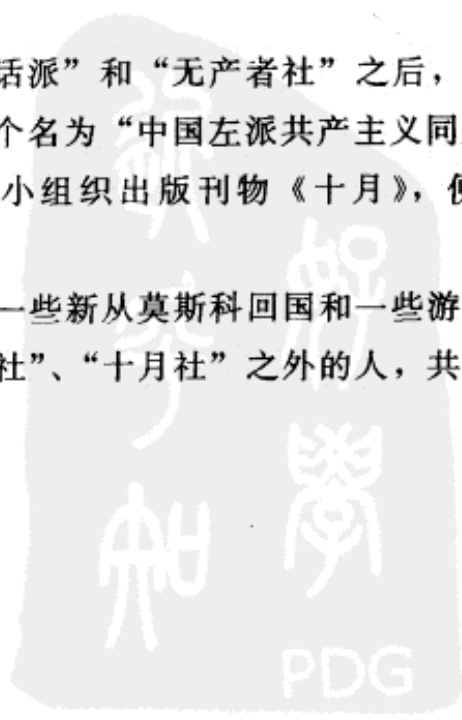 话派”和“无产者社”之后，
个名为“中国左派共产主义同
小组织出版刊物《十月》，便
一些新从莫斯科回国和一些游
社”、“十月社”之外的人，共
PDG